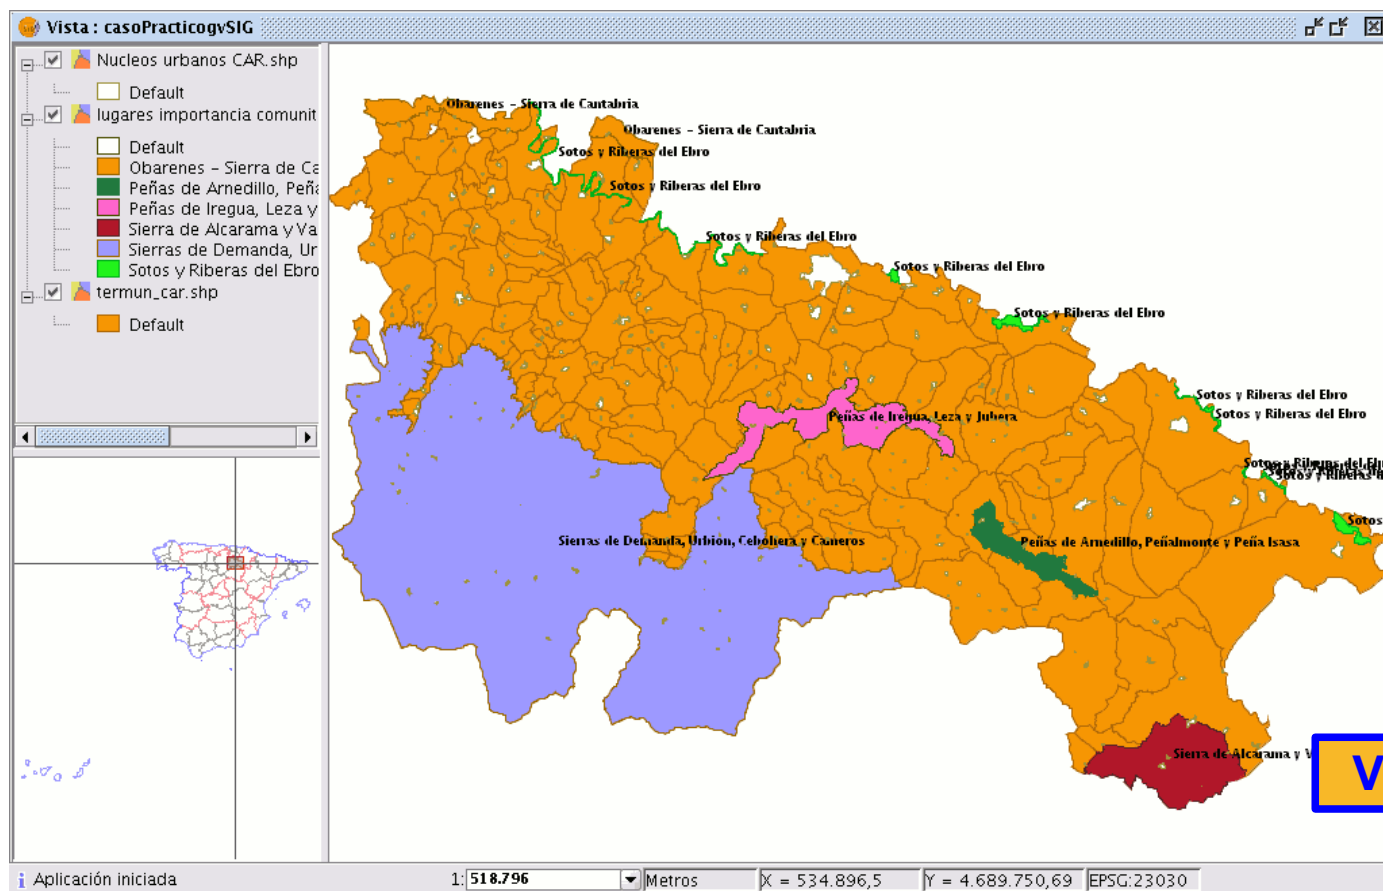 Vista : casoPracticogvSIG
Nucleos urbanos CAR.shp
Default
lugares importancia comunit
Default
Obarenes – Sierra de Ca
Peñas de Arnedillo, Peña
Peñas de Iregua, Leza y
Sierra de Alcarama y Va
Sierras de Demanda, Ur
Sotos y Riberas del Ebro
termun_car.shp
Default
Obarenes – Sierra de Cantabria
Obarenes – Sierra de Cantabria
Sotos y Riberas del Ebro
Sotos y Riberas del Ebro
Sotos y Riberas del Ebro
Sotos y Riberas del Ebro
Sotos y Riberas del Ebro
Sotos y Riberas del Ebro
Sotos y Riberas del Ebro
Peñas de Iregua, Leza y Jubera
Sotos
Sierras de Demanda, Urbión, Cebollera y Cameros
Peñas de Arnedillo, Peñalmonte y Peña Isasa
Sierra de Alcarama y V
V
Aplicación iniciada
1: 518.796
Metros
X = 534.896,5
Y = 4.689.750,69
EPSG:23030